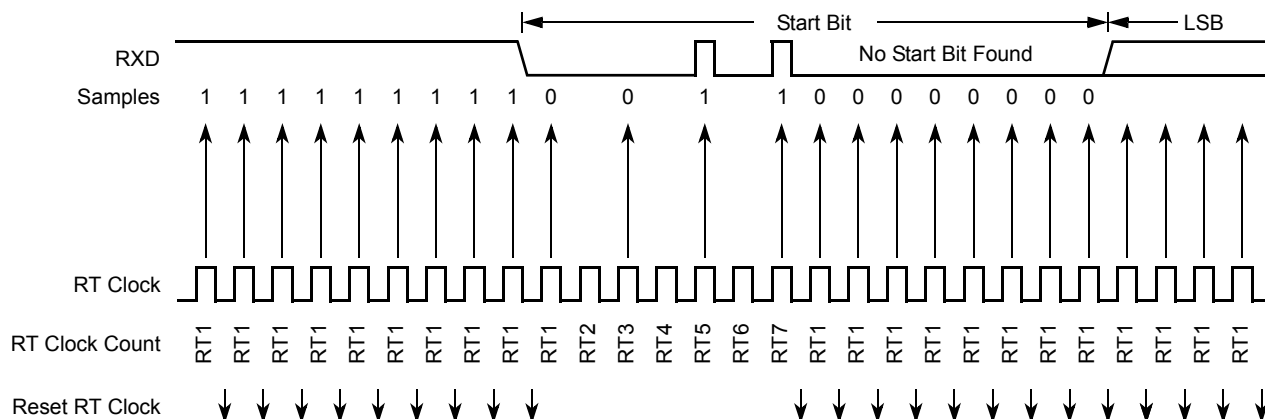 Start Bit LSB
RXD No Start Bit Found
Samples 1 1 1 1 1 1 1 1 1 0 0 1 1 0 0 0 0 0 0 0 0
RT Clock
RT Clock Count RT1 RT1 RT1 RT1 RT1 RT1 RT1 RT1 RT1 RT1 RT2 RT3 RT4 RT5 RT6 RT7 RT1 RT1 RT1 RT1 RT1 RT1 RT1 RT1 RT1 RT1 RT1 RT1
Reset RT Clock